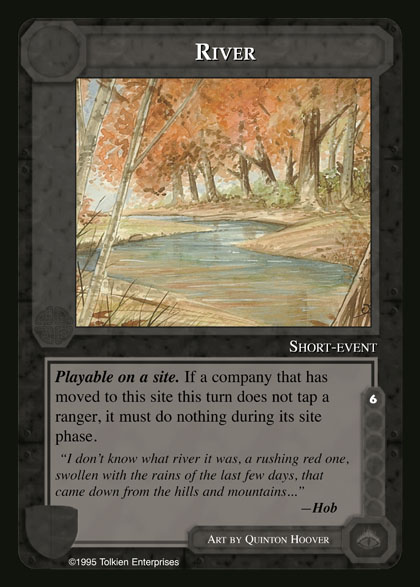 River
Short-event
Playable on a site. If a company that has
moved to this site this turn does not tap a
ranger, it must do nothing during its site
phase.
6
“I don't know what river it was, a rushing red one,
swollen with the rains of the last few days, that
came down from the hills and mountains...”
—Hob
Art by Quinton Hoover
©1995 Tolkien Enterprises